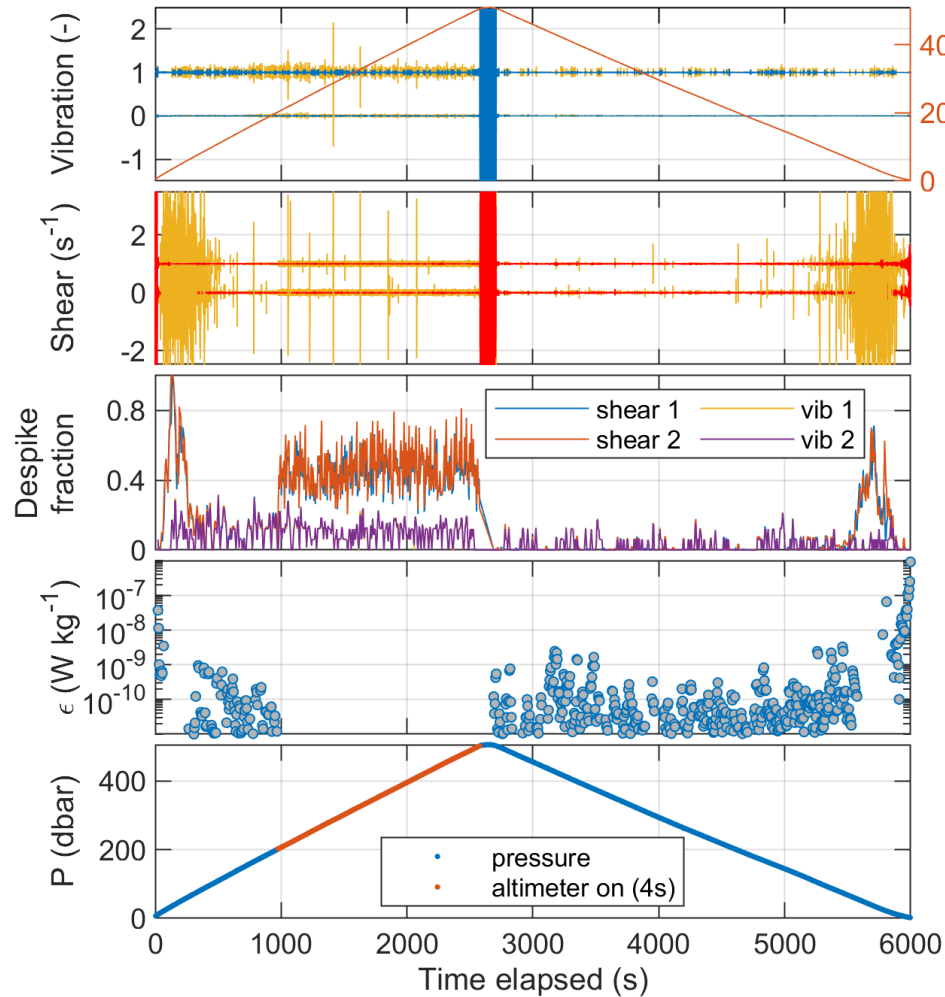 Vibration (-)
2
1
0
-1
40
20
0
Shear (s⁻¹)
2
0
-2
Despike
fraction
0.8
0.4
0
shear 1
vib 1
shear 2
vib 2
ϵ (W kg⁻¹)
10⁻⁷
10⁻⁸
10⁻⁹
10⁻¹⁰
P (dbar)
400
200
0
pressure
altimeter on (4s)
0 1000 2000 3000 4000 5000 6000
Time elapsed (s)